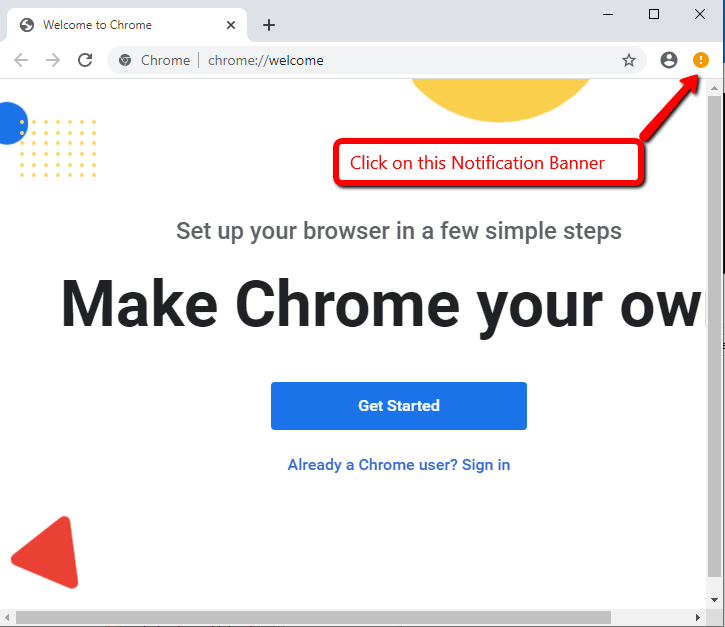 Welcome to Chrome
Chrome | chrome://welcome
Click on this Notification Banner
Set up your browser in a few simple steps
Make Chrome your own
Get Started
Already a Chrome user? Sign in